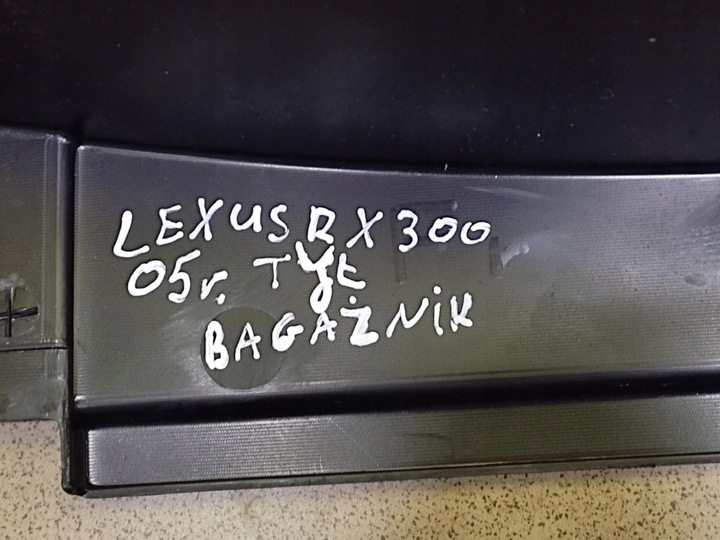 LEXUS RX300
05r. TYŁ
BAGAŻNiK